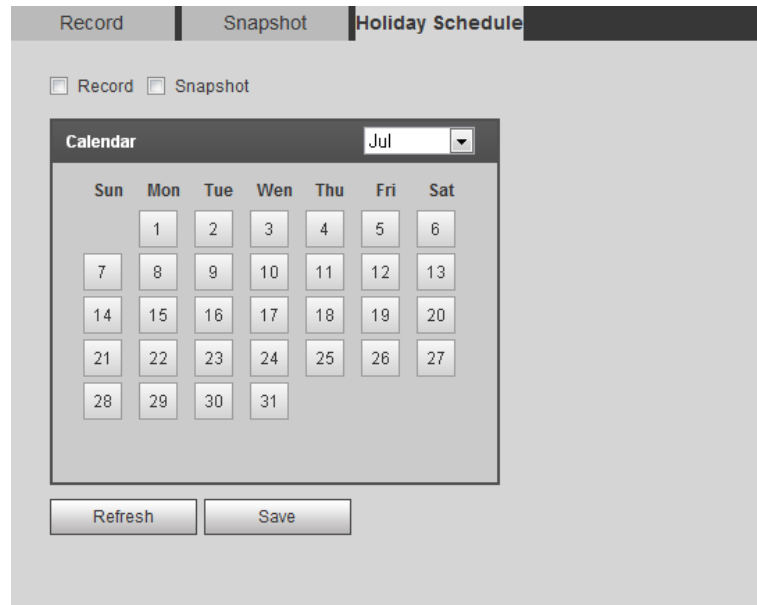 Record Snapshot Holiday Schedule
Record Snapshot
Calendar Jul
Sun Mon Tue Wen Thu Fri Sat
1 2 3 4 5 6
7 8 9 10 11 12 13
14 15 16 17 18 19 20
21 22 23 24 25 26 27
28 29 30 31
Refresh Save